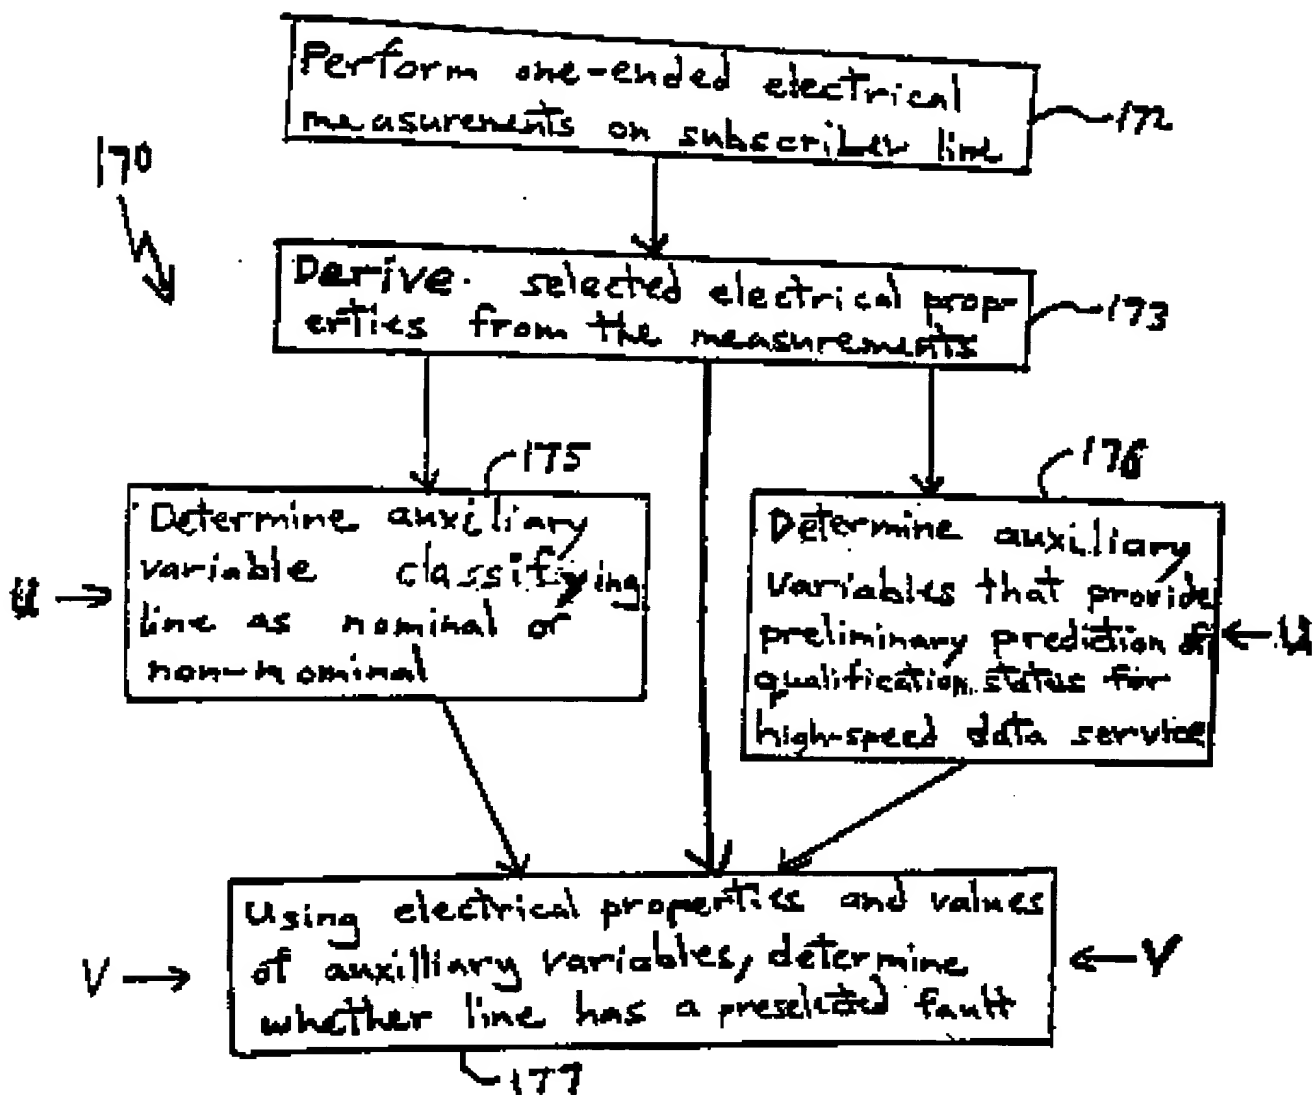 Perform one-ended electrical
measurements on subscriber line
172
170
Derive. selected electrical prop-
erties from the measurements
173
175
176
Determine auxiliary
variable classifying
line as nominal or
non-nominal
Determine auxiliary
variables that provide
preliminary prediction of
qualification status for
high-speed data service
Using electrical properties and values
of auxilliary variables, determine
whether line has a preselected fault
V
V
177